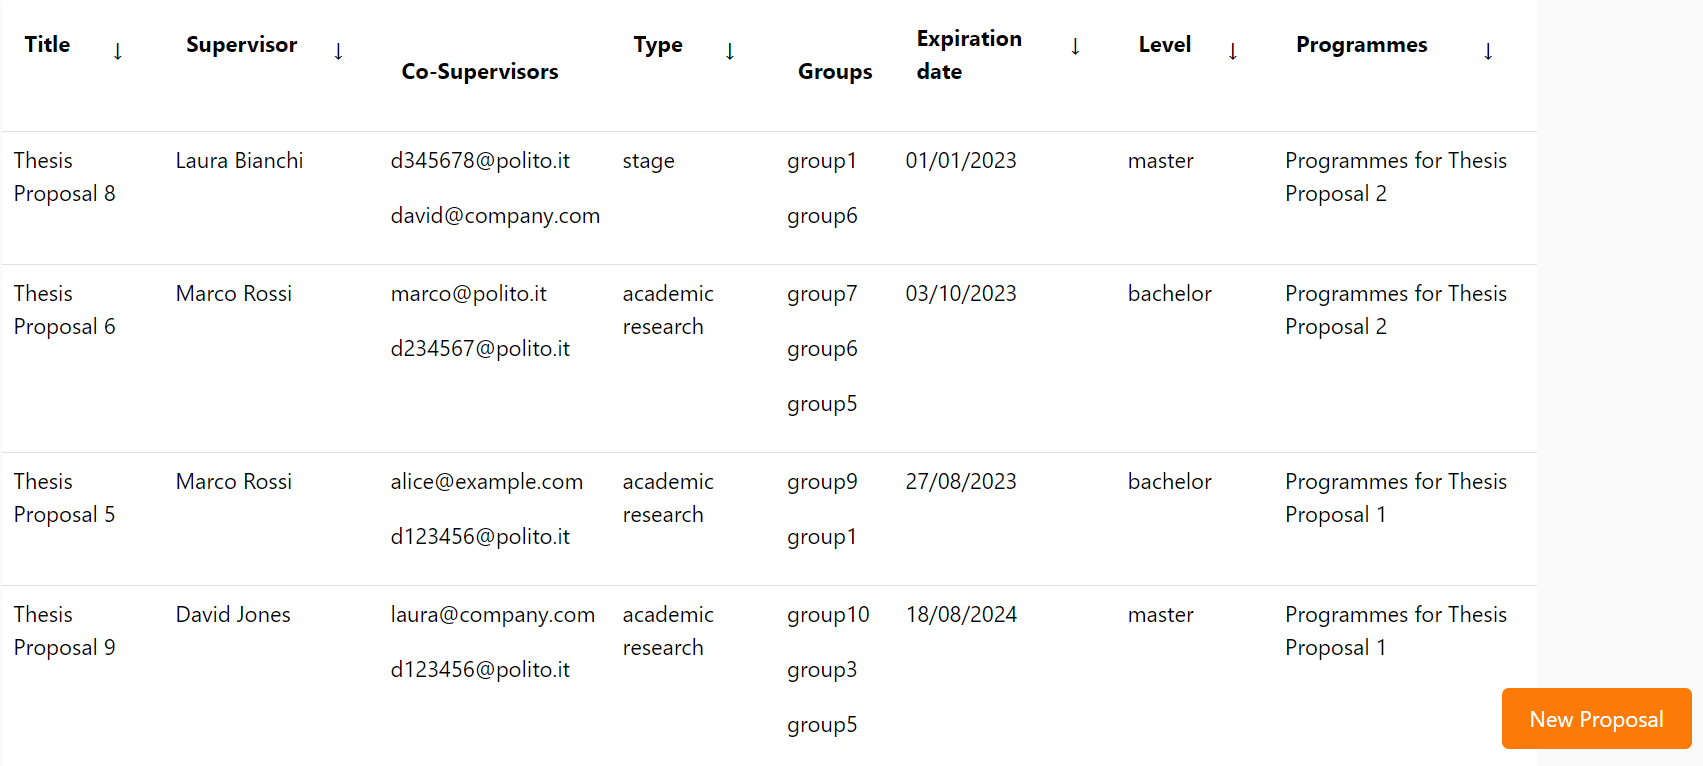 Title ↓ Supervisor ↓ Co-Supervisors Type ↓ Groups Expiration date ↓ Level ↓ Programmes ↓
Thesis Proposal 8
Laura Bianchi
d345678@polito.it
david@company.com
stage
group1
group6
01/01/2023
master
Programmes for Thesis
Proposal 2
Thesis
Proposal 6
Marco Rossi
marco@polito.it
d234567@polito.it
academic
research
group7
group6
group5
03/10/2023
bachelor
Programmes for Thesis
Proposal 2
Thesis
Proposal 5
Marco Rossi
alice@example.com
d123456@polito.it
academic
research
group9
group1
27/08/2023
bachelor
Programmes for Thesis
Proposal 1
Thesis
Proposal 9
David Jones
laura@company.com
d123456@polito.it
academic
research
group10
group3
group5
18/08/2024
master
Programmes for Thesis
Proposal 1
New Proposal